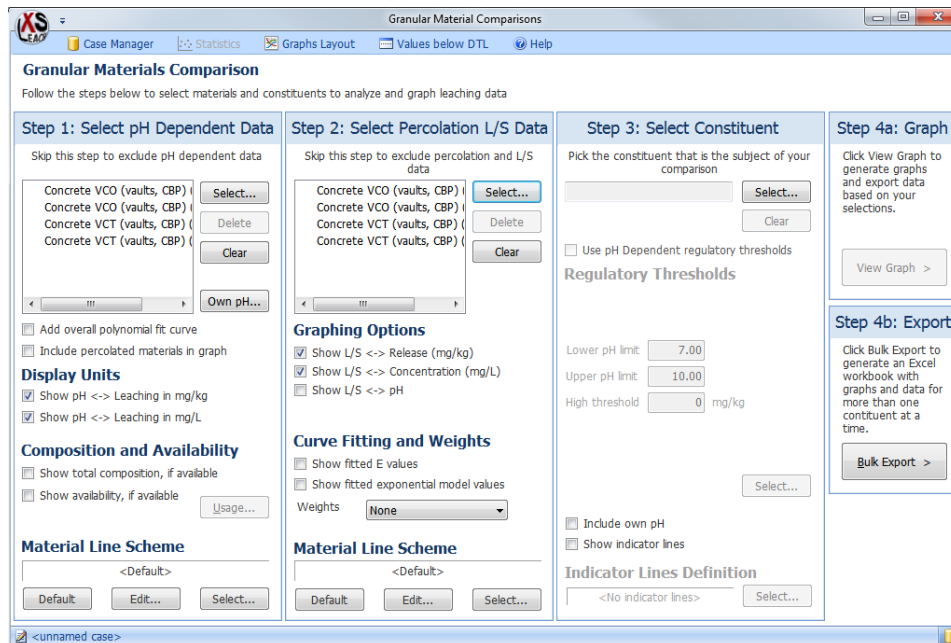 Granular Material Comparisons
XS
LEACH
Case Manager Statistics Graphs Layout Values below DTL Help
Granular Materials Comparison
Follow the steps below to select materials and constituents to analyze and graph leaching data
Step 1: Select pH Dependent Data
Skip this step to exclude pH dependent data
Concrete VCO (vaults, CBP) (
Concrete VCO (vaults, CBP) (
Concrete VCT (vaults, CBP) (
Concrete VCT (vaults, CBP) (
Select...
Delete
Clear
Own pH...
Add overall polynomial fit curve
Include percolated materials in graph
Display Units
Show pH <-> Leaching in mg/kg
Show pH <-> Leaching in mg/L
Composition and Availability
Show total composition, if available
Show availability, if available
Usage...
Material Line Scheme
<Default>
Default Edit... Select...
Step 2: Select Percolation L/S Data
Skip this step to exclude percolation and L/S
data
Concrete VCO (vaults, CBP) (
Concrete VCO (vaults, CBP) (
Concrete VCT (vaults, CBP) (
Concrete VCT (vaults, CBP) (
Select...
Delete
Clear
Graphing Options
Show L/S <-> Release (mg/kg)
Show L/S <-> Concentration (mg/L)
Show L/S <-> pH
Curve Fitting and Weights
Show fitted E values
Show fitted exponential model values
Weights None
Material Line Scheme
<Default>
Default Edit... Select...
Step 3: Select Constituent
Pick the constituent that is the subject of your
comparison
Select...
Clear
Use pH Dependent regulatory thresholds
Regulatory Thresholds
Lower pH limit 7.00
Upper pH limit 10.00
High threshold 0 mg/kg
Select...
Include own pH
Show indicator lines
Indicator Lines Definition
<No indicator lines> Select...
Step 4a: Graph
Click View Graph to
generate graphs
and export data
based on your
selections.
View Graph >
Step 4b: Export
Click Bulk Export to
generate an Excel
workbook with
graphs and data for
more than one
contituent at a
time.
Bulk Export >
<unnamed case>